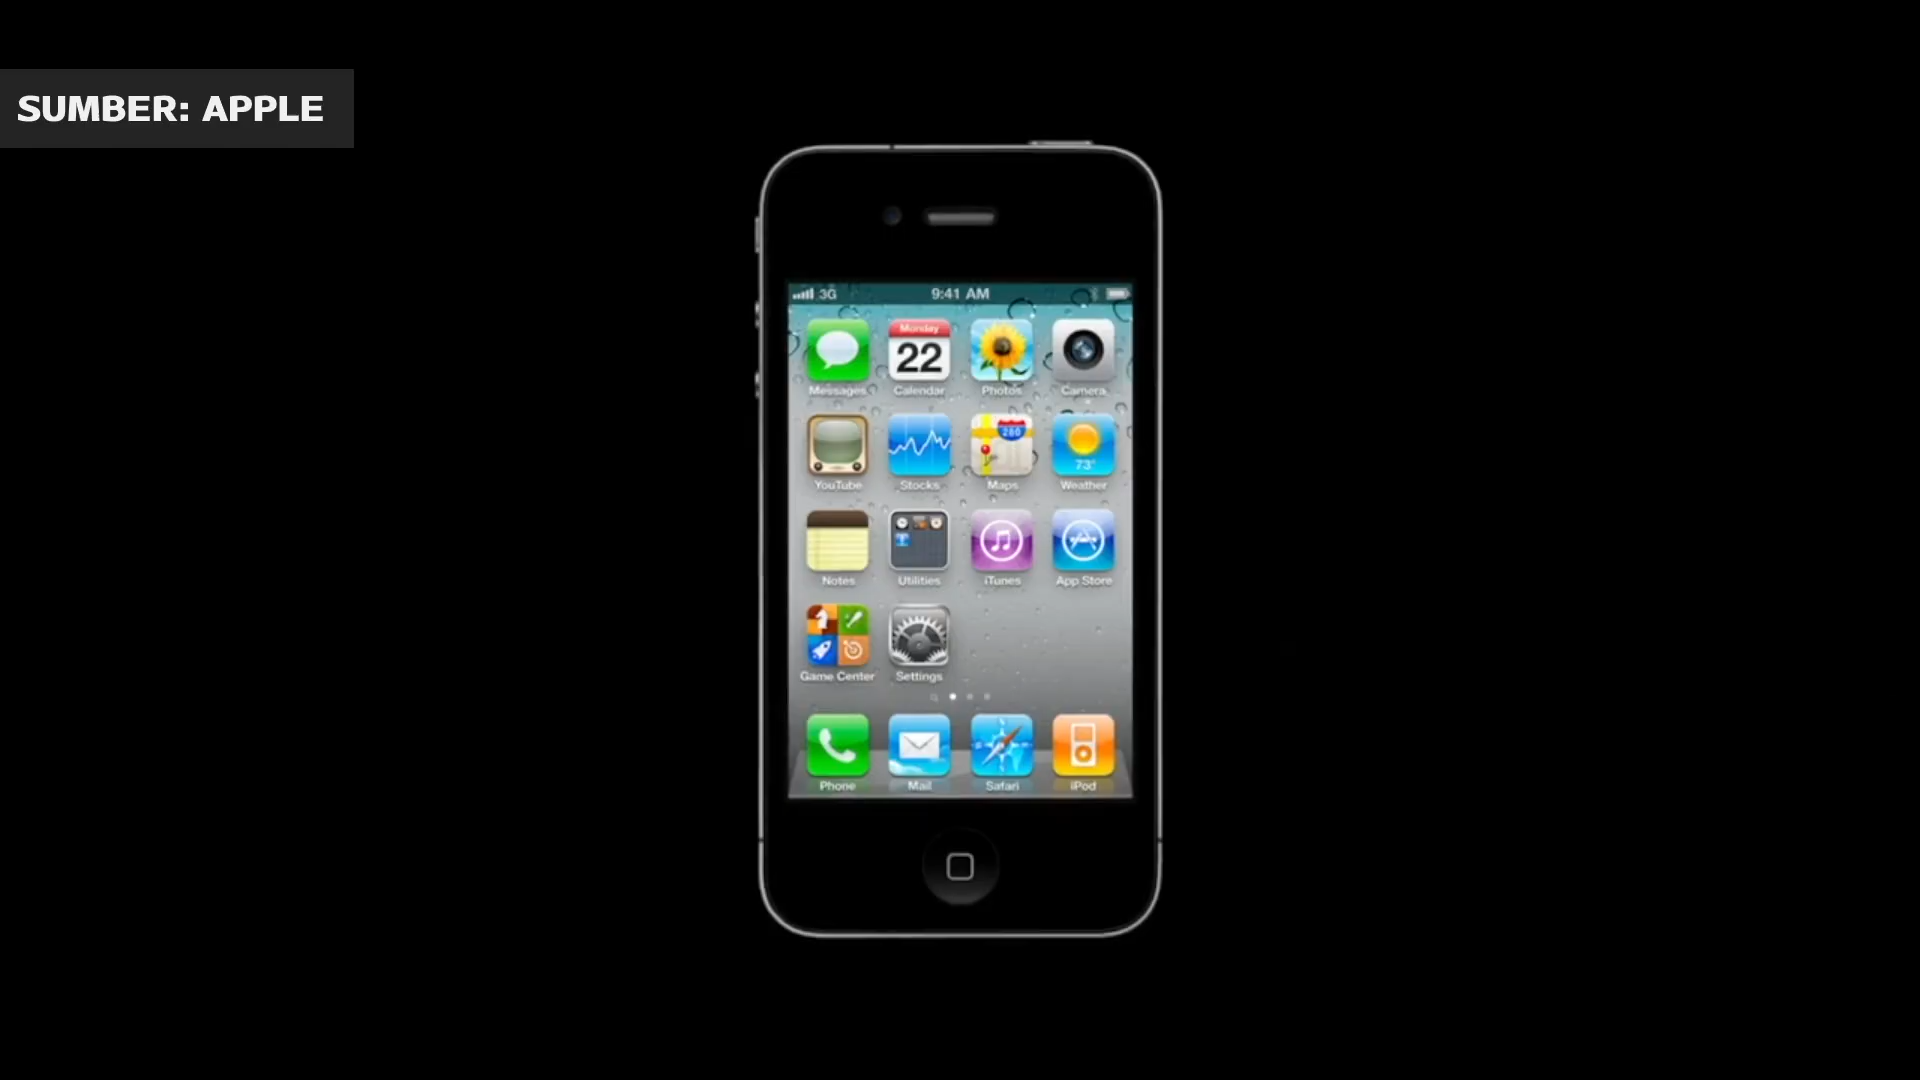 SUMBER: APPLE
3G 9:41 AM
Monday
22
Messages Calendar Photos Camera
280
73°
YouTube Stocks Maps Weather
Notes Utilities iTunes App Store
Game Center Settings
Phone Mail Safari iPod